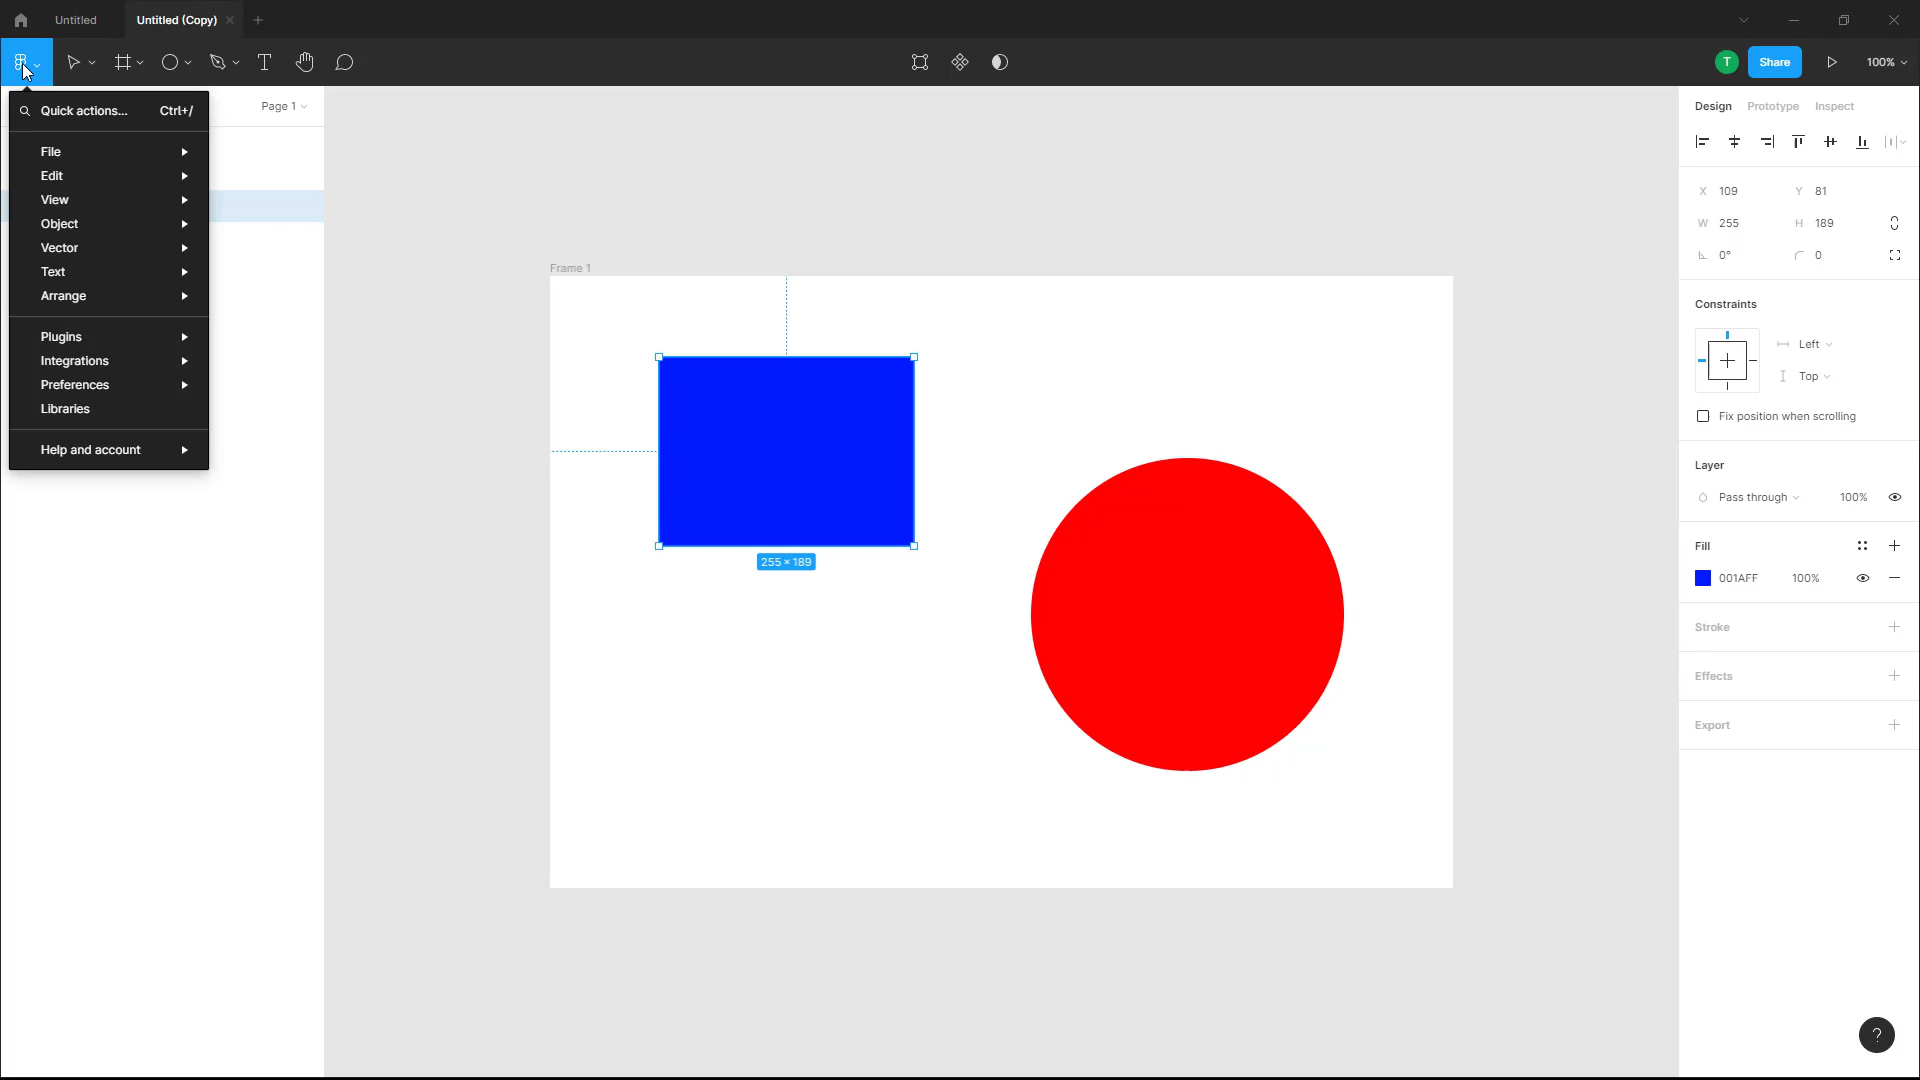 Untitled
Untitled (Copy)
T
Share
100%
Quick actions... Ctrl+/
Page 1
File
Edit
View
Object
Vector
Text
Arrange
Plugins
Integrations
Preferences
Libraries
Help and account
Frame 1
255 × 189
Design Prototype Inspect
X 109 Y 81
W 255 H 189
0° 0
Constraints
Left
Top
Fix position when scrolling
Layer
Pass through 100%
Fill
001AFF 100%
Stroke
Effects
Export
?